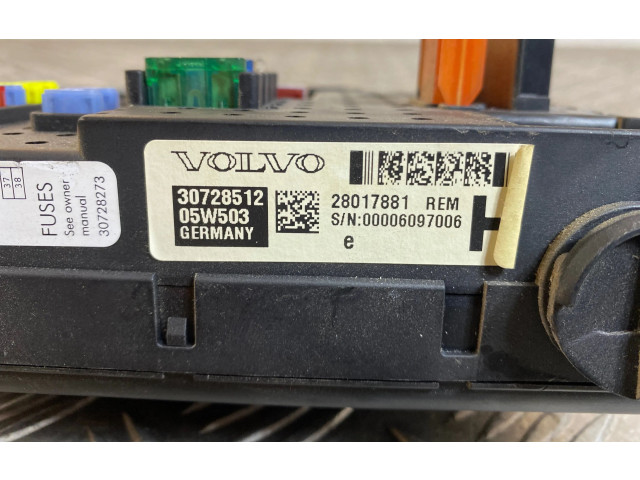 37
38
FUSES
See owner
manual
30728273
VOLVO
30728512
05W503
GERMANY
28017881 REM
S/N:00006097006
e
H